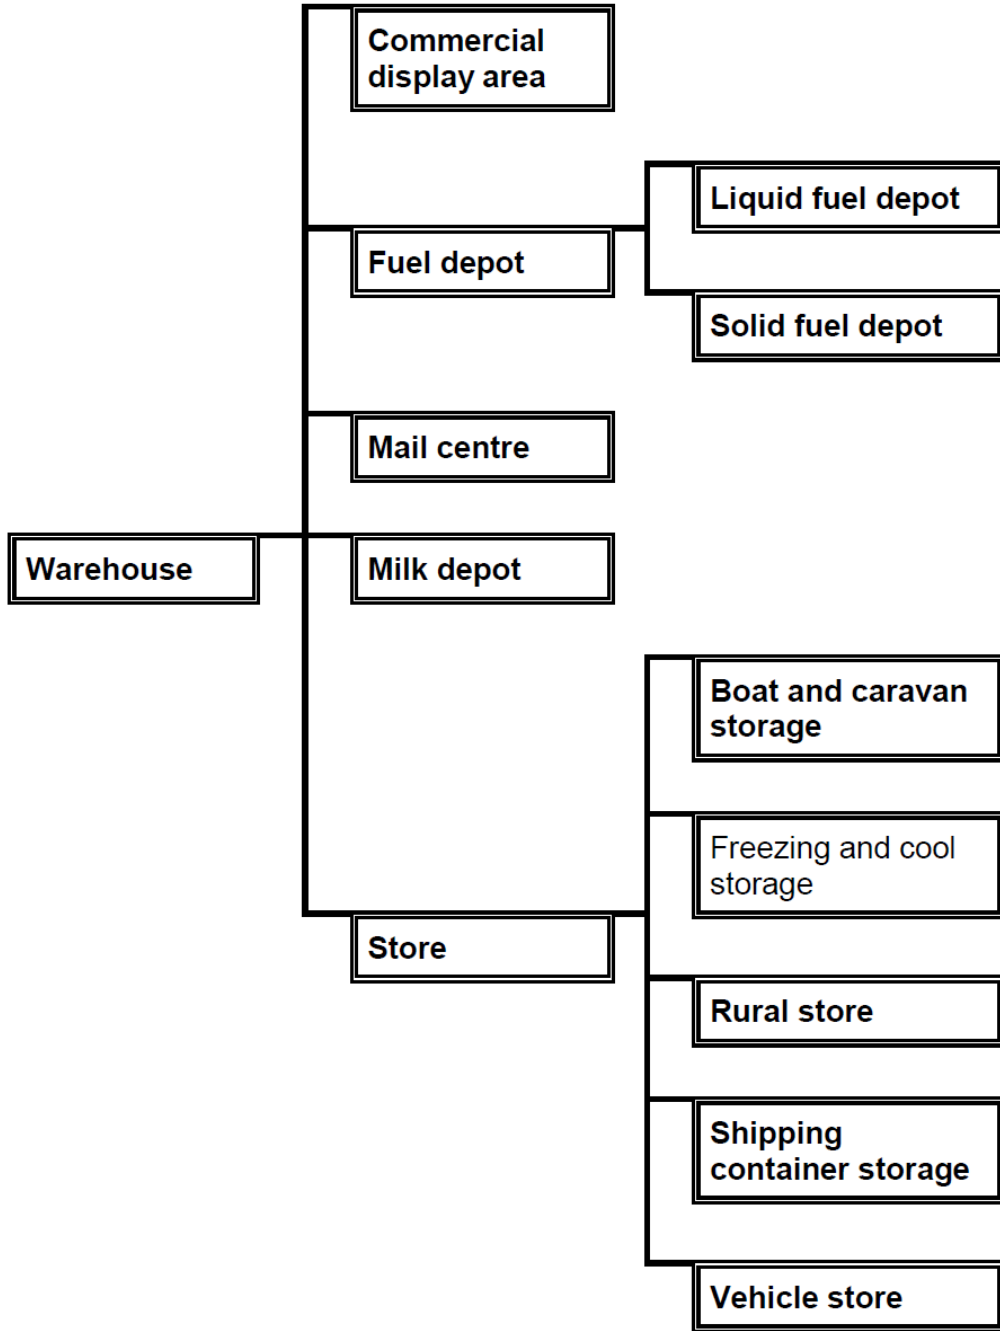 Commercial
display area
Liquid fuel depot
Fuel depot
Solid fuel depot
Mail centre
Warehouse
Milk depot
Boat and caravan
storage
Freezing and cool
storage
Store
Rural store
Shipping
container storage
Vehicle store